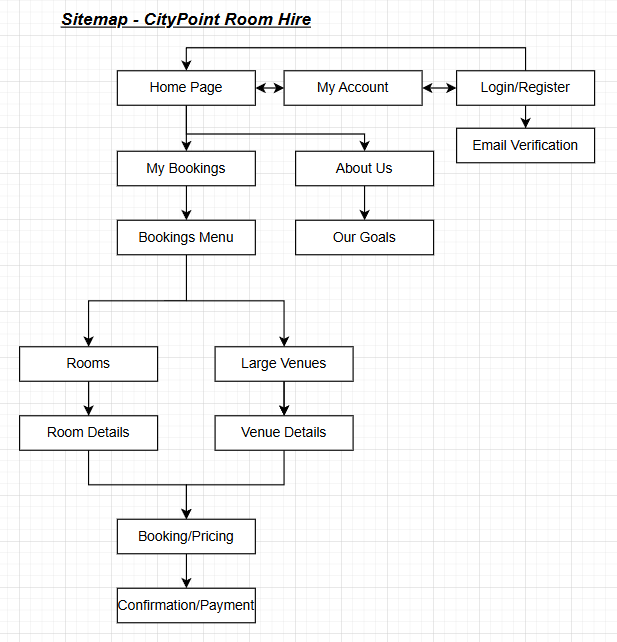 Sitemap - CityPoint Room Hire
Home Page
My Account
Login/Register
Email Verification
My Bookings
About Us
Bookings Menu
Our Goals
Rooms
Large Venues
Room Details
Venue Details
Booking/Pricing
Confirmation/Payment